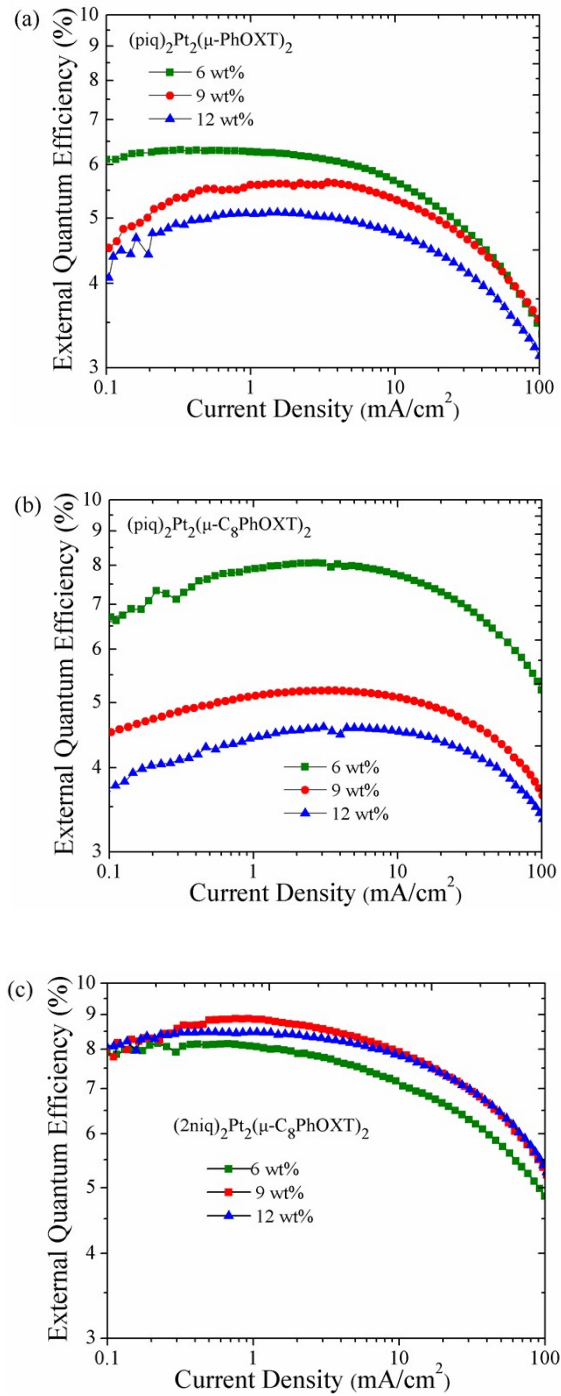 (a)
External Quantum Efficiency (%)
10
9
8
7
6
5
4
3
(piq)₂Pt₂(μ-PhOXT)₂
6 wt%
9 wt%
12 wt%
0.1 1 10 100
Current Density (mA/cm²)
(b)
External Quantum Efficiency (%)
10
9
8
7
6
5
4
3
(piq)₂Pt₂(μ-C₈PhOXT)₂
6 wt%
9 wt%
12 wt%
0.1 1 10 100
Current Density (mA/cm²)
(c)
External Quantum Efficiency (%)
10
9
8
7
6
5
4
3
(2niq)₂Pt₂(μ-C₈PhOXT)₂
6 wt%
9 wt%
12 wt%
0.1 1 10 100
Current Density (mA/cm²)